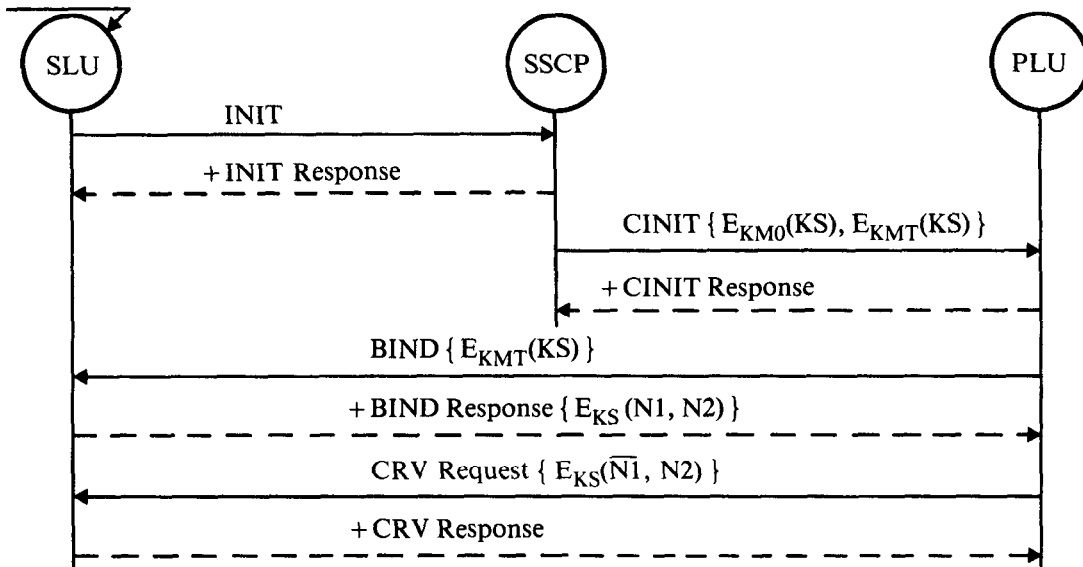 SLU SSCP PLU
INIT
+ INIT Response
CINIT { E_KM0(KS), E_KMT(KS) }
+ CINIT Response
BIND { E_KMT(KS) }
+ BIND Response { E_KS (N1, N2) }
CRV Request { E_KS(N̅1̅, N2) }
+ CRV Response